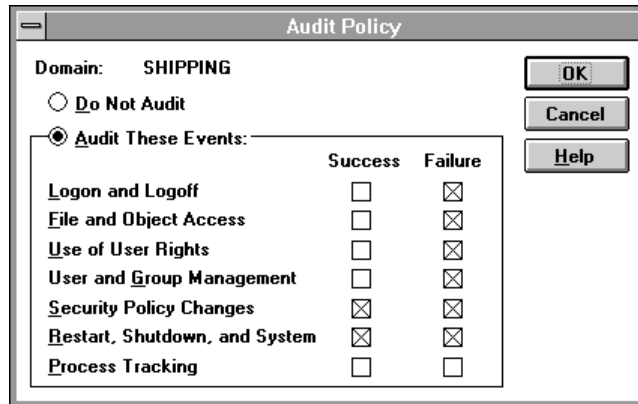 Audit Policy
Domain: SHIPPING
OK
Do Not Audit
Cancel
Audit These Events:
Help
Success Failure
Logon and Logoff
File and Object Access
Use of User Rights
User and Group Management
Security Policy Changes
Restart, Shutdown, and System
Process Tracking